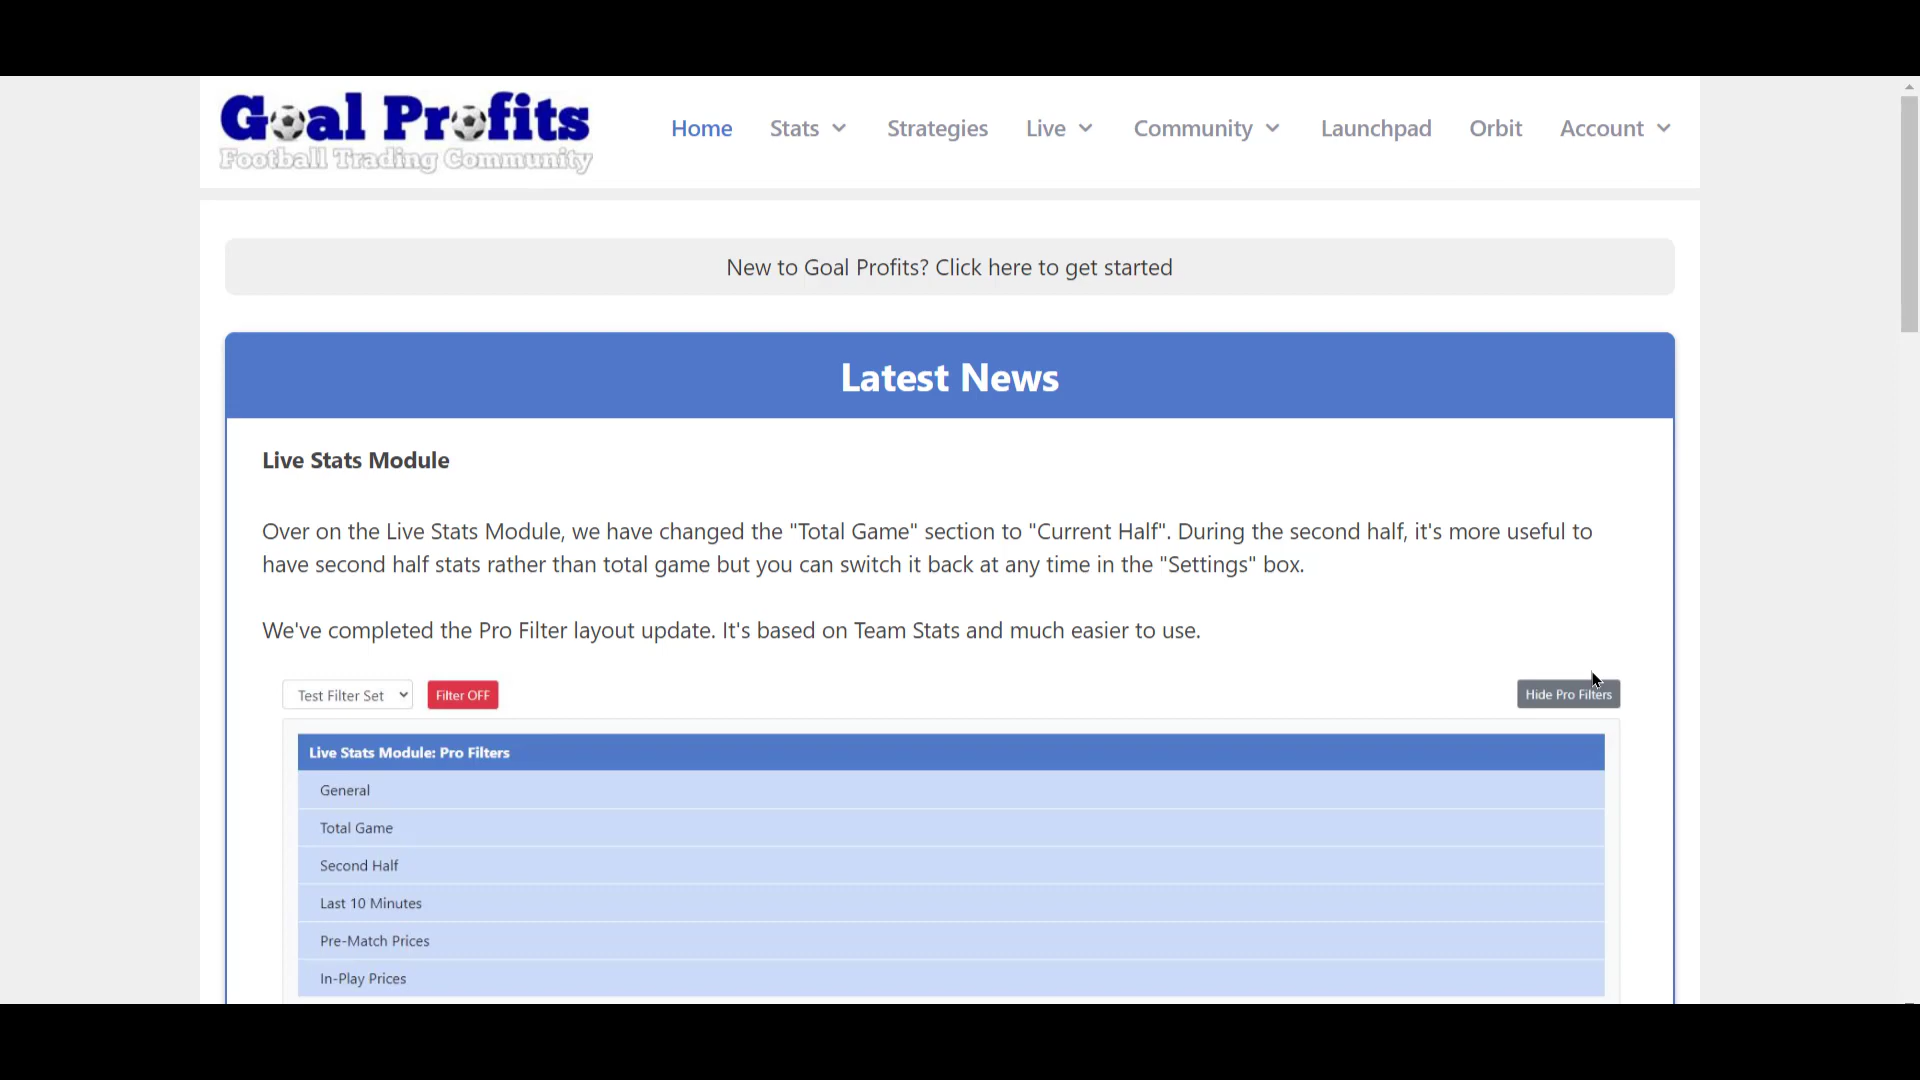 Goal Profits
Football Trading Community
Home Stats Strategies Live Community Launchpad Orbit Account
New to Goal Profits? Click here to get started
Latest News
Live Stats Module
Over on the Live Stats Module, we have changed the "Total Game" section to "Current Half". During the second half, it's more useful to
have second half stats rather than total game but you can switch it back at any time in the "Settings" box.
We've completed the Pro Filter layout update. It's based on Team Stats and much easier to use.
Test Filter Set Filter OFF Hide Pro Filters
Live Stats Module: Pro Filters
General
Total Game
Second Half
Last 10 Minutes
Pre-Match Prices
In-Play Prices